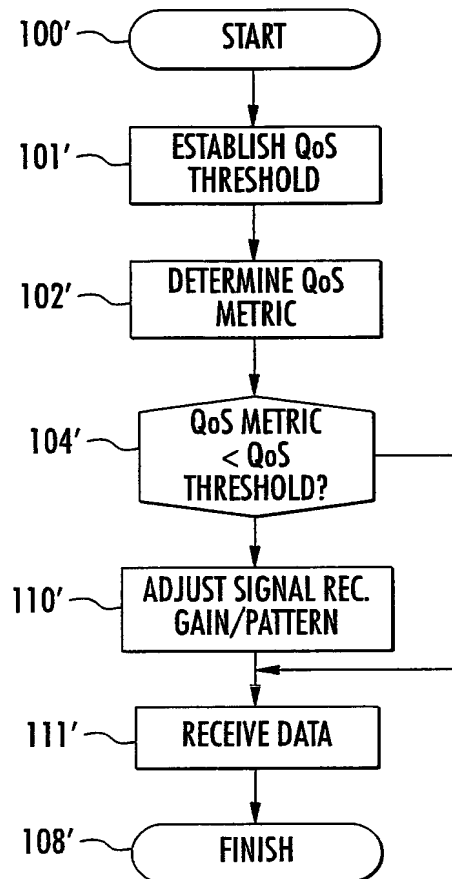 100'
START
101'
ESTABLISH QoS
THRESHOLD
102'
DETERMINE QoS
METRIC
104'
QoS METRIC
< QoS
THRESHOLD?
110'
ADJUST SIGNAL REC.
GAIN/PATTERN
111'
RECEIVE DATA
108'
FINISH